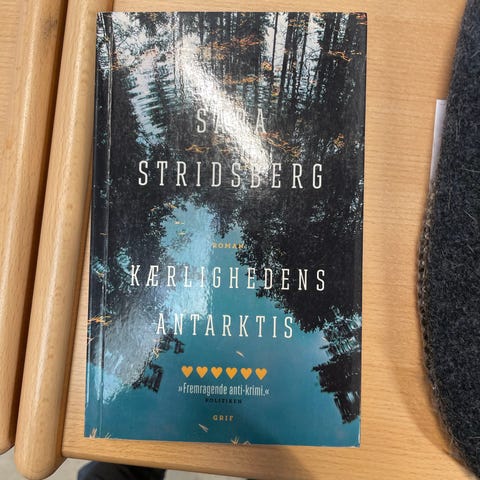 SARA
STRIDSBERG
ROMAN
KÆRLIGHEDENS
ANTARKTIS
»Fremragende anti-krimi.«
POLITIKEN
GRIF